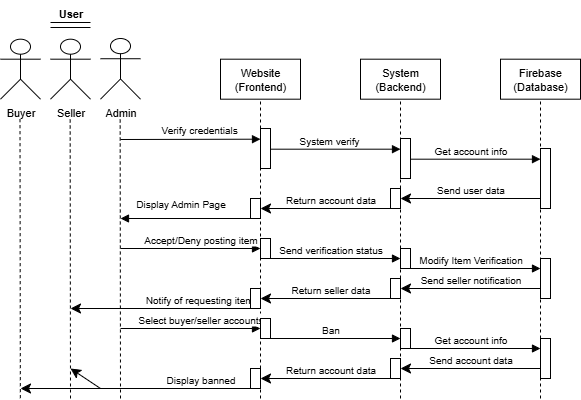 User
Website
(Frontend)
System
(Backend)
Firebase
(Database)
Buyer
Seller
Admin
Verify credentials
System verify
Get account info
Send user data
Return account data
Display Admin Page
Accept/Deny posting item
Send verification status
Modify Item Verification
Send seller notification
Return seller data
Notify of requesting item
Select buyer/seller accounts
Ban
Get account info
Send account data
Return account data
Display banned